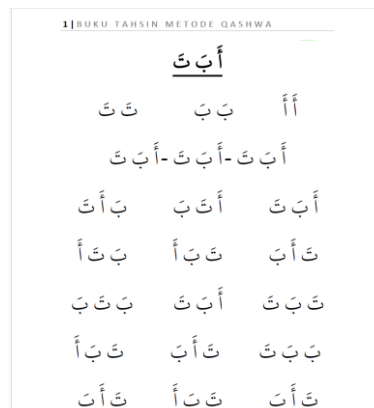 1|BUKU TAHSIN METODE QASHWA
أَ بَ تَ
أَ أَ بَ بَ تَ تَ
أَ بَ تَ -أَ بَ تَ -أَ بَ تَ
أَ بَ تَ أَ تَ بَ بَ أَ تَ
تَ أَ بَ تَ بَ أَ بَ تَ أَ
تَ بَ تَ أَ بَ تَ بَ تَ بَ
بَ بَ تَ تَ أَ بَ تَ بَ أَ
تَ أَ بَ تَ بَ أَ تَ أَ بَ